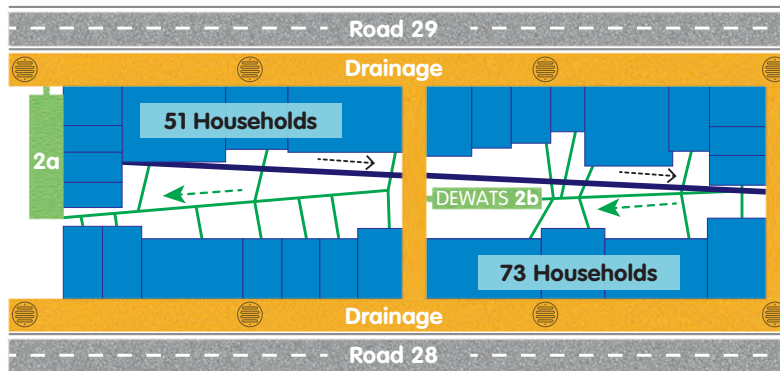 Road 29
Drainage
51 Households
2a
DEWATS 2b
73 Households
Drainage
Road 28